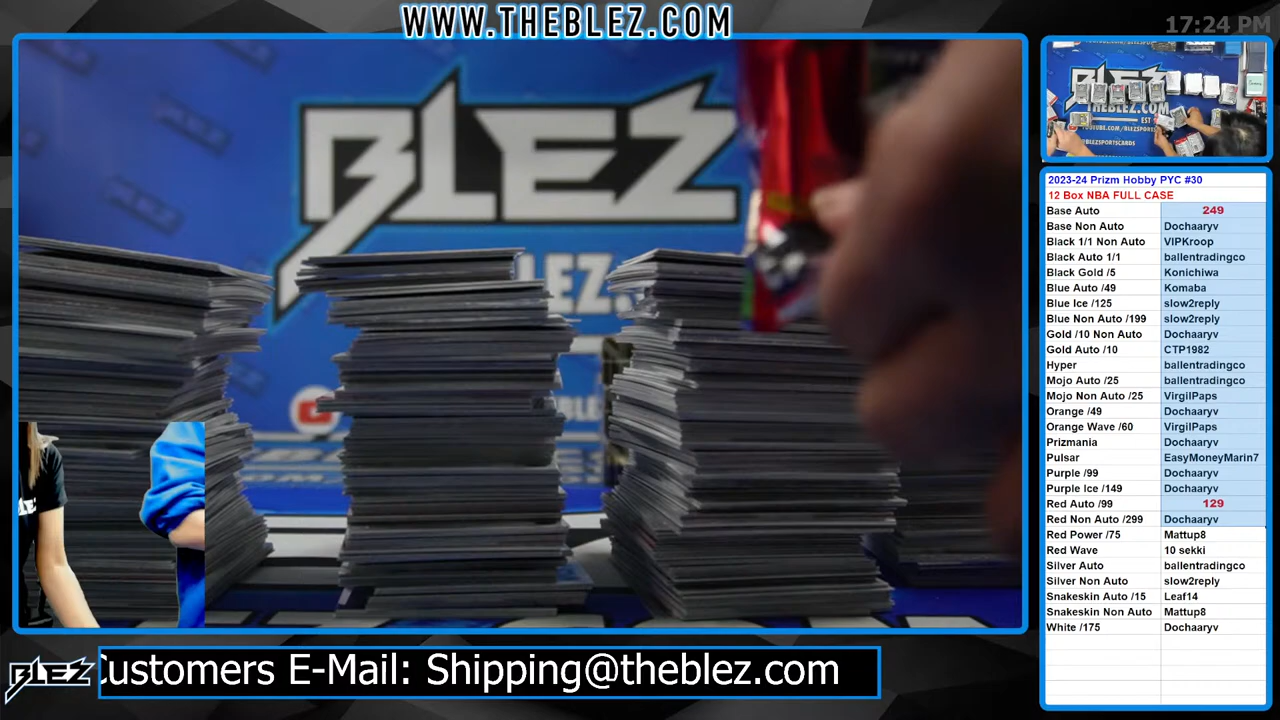 WWW.THEBLEZ.COM
17:24 PM
BLEZ
BLEZ
THEBLEZ.COM
2023-24 Prizm Hobby PYC #30
12 Box NBA FULL CASE
Base Auto 249
Base Non Auto Dochaaryv
Black 1/1 Non Auto VIPKroop
Black Auto 1/1 ballentradingco
Black Gold /5 Konichiwa
Blue Auto /49 Komaba
Blue Ice /125 slow2reply
Blue Non Auto /199 slow2reply
Gold /10 Non Auto Dochaaryv
Gold Auto /10 CTP1982
Hyper ballentradingco
Mojo Auto /25 ballentradingco
Mojo Non Auto /25 VirgilPaps
Orange /49 Dochaaryv
Orange Wave /60 VirgilPaps
Prizmania Dochaaryv
Pulsar EasyMoneyMarin7
Purple /99 Dochaaryv
Purple Ice /149 Dochaaryv
Red Auto /99 129
Red Non Auto /299 Dochaaryv
Red Power /75 Mattup8
Red Wave 10 sekki
Silver Auto ballentradingco
Silver Non Auto slow2reply
Snakeskin Auto /15 Leaf14
Snakeskin Non Auto Mattup8
White /175 Dochaaryv
BLEZ
Customers E-Mail: Shipping@theblez.com